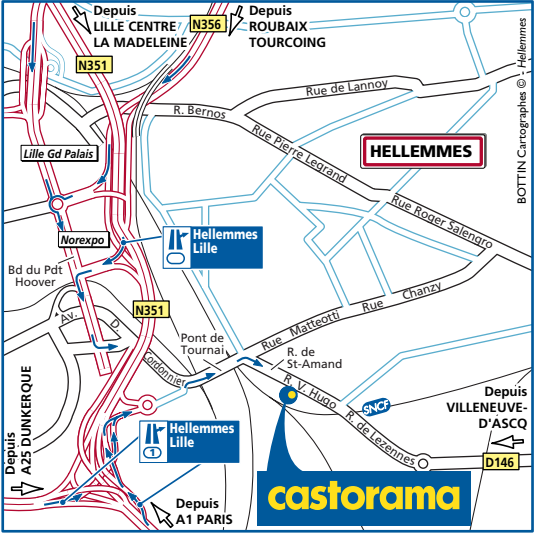 Depuis
LILLE CENTRE
LA MADELEINE
N356
Depuis
ROUBAIX
TOURCOING
N351
Rue de Lannoy
R. Bernos
Rue Pierre Legrand
HELLEMMES
BOTTIN Cartographes © - Hellemmes
Lille Gd Palais
Rue Roger Salengro
Norexpo
Hellemmes
Lille
Bd du Pdt
Hoover
N351
Av. D. Cordonnier
Pont de
Tournai
Rue Matteotti
Rue Chanzy
R. de
St-Amand
R. V. Hugo
SNCF
R. de Lezennes
Depuis
VILLENEUVE-
D'ASCQ
D146
Depuis
A25 DUNKERQUE
Hellemmes
Lille
1
Depuis
A1 PARIS
castorama